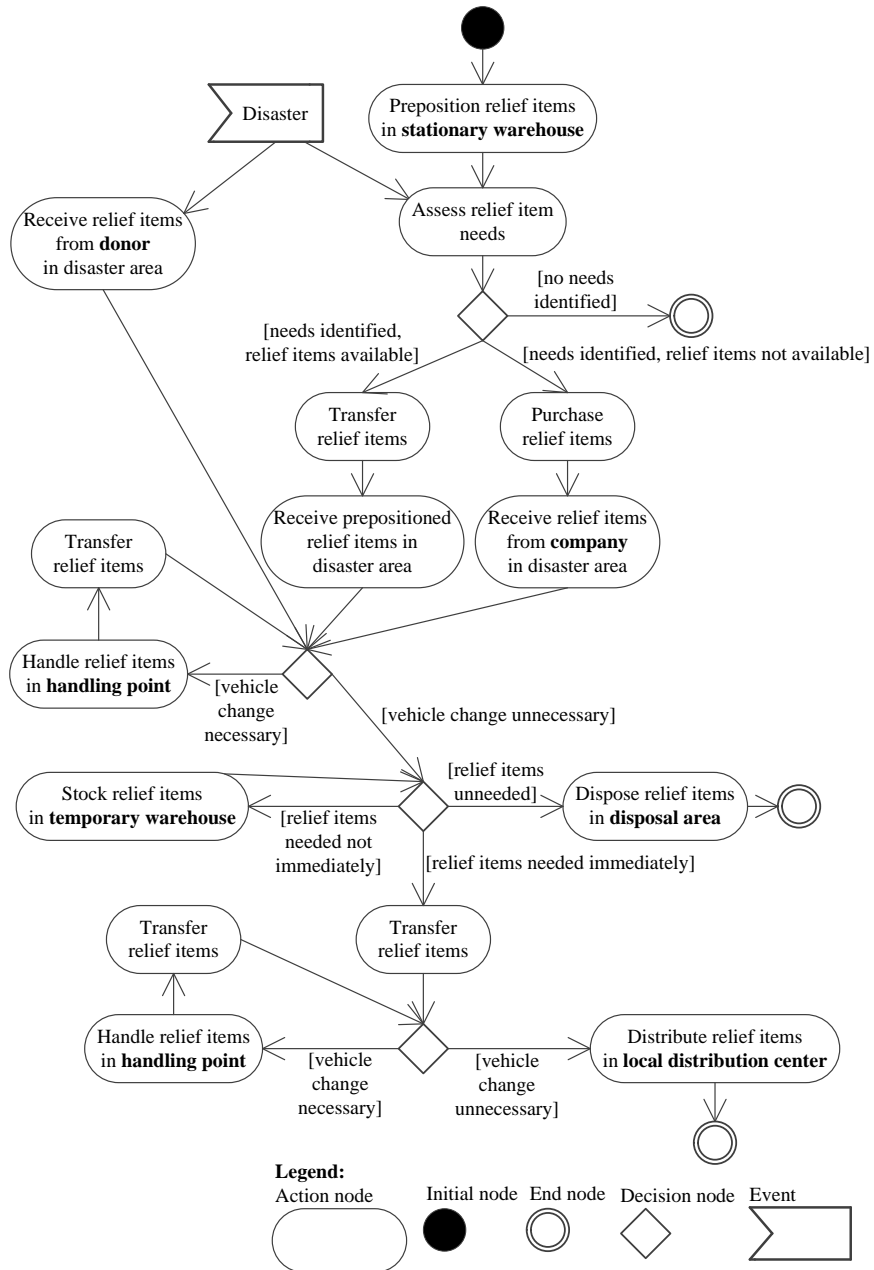 Preposition relief items
in stationary warehouse
Disaster
Assess relief item
needs
Receive relief items
from donor
in disaster area
[no needs
identified]
[needs identified,
relief items available]
[needs identified, relief items not available]
Transfer
relief items
Purchase
relief items
Receive prepositioned
relief items in
disaster area
Receive relief items
from company
in disaster area
Transfer
relief items
Handle relief items
in handling point
[vehicle
change
necessary]
[vehicle change unnecessary]
Stock relief items
in temporary warehouse
[relief items
needed not
immediately]
[relief items
unneeded]
Dispose relief items
in disposal area
[relief items needed immediately]
Transfer
relief items
Transfer
relief items
Handle relief items
in handling point
[vehicle
change
necessary]
[vehicle
change
unnecessary]
Distribute relief items
in local distribution center
Legend:
Action node
Initial node
End node
Decision node
Event